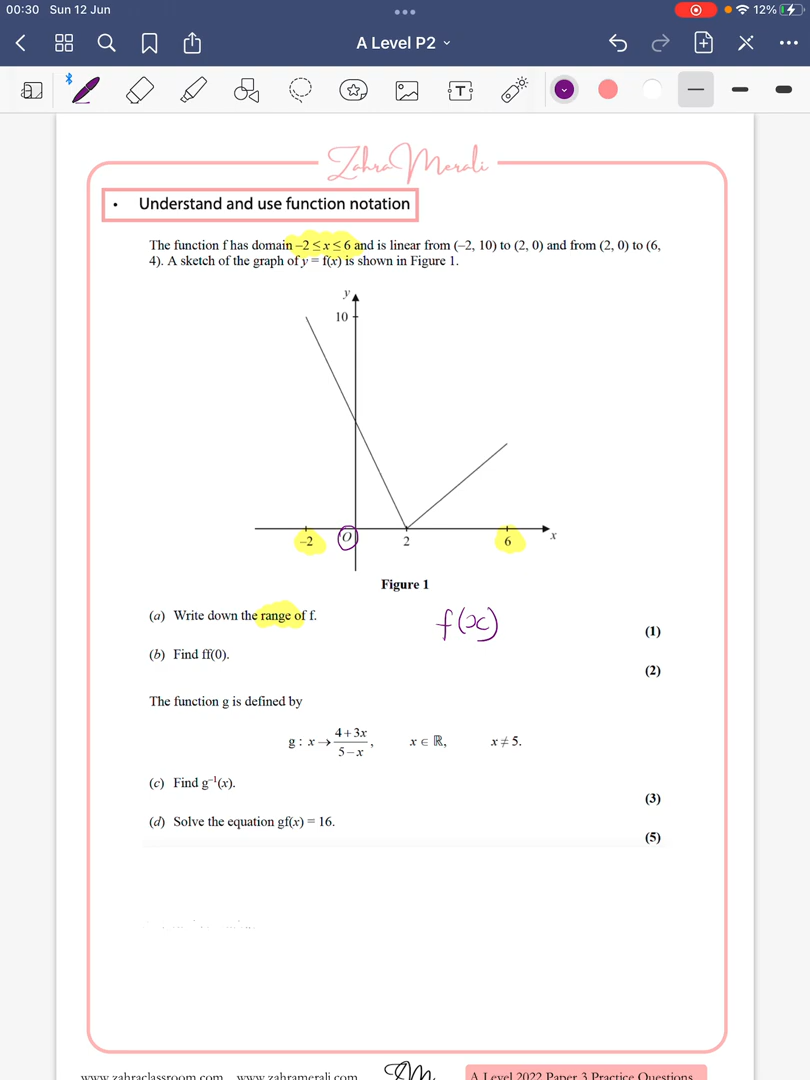 00:30 Sun 12 Jun
12%
A Level P2
Zahra Merali
• Understand and use function notation
The function f has domain –2 ≤ x ≤ 6 and is linear from (–2, 10) to (2, 0) and from (2, 0) to (6,
4). A sketch of the graph of y = f(x) is shown in Figure 1.
y
10
–2 O 2 6 x
Figure 1
(a) Write down the range of f.
f(x)
(1)
(b) Find ff(0).
(2)
The function g is defined by
g : x → (4 + 3x)/(5 – x), x ∈ ℝ, x ≠ 5.
(c) Find g⁻¹(x).
(3)
(d) Solve the equation gf(x) = 16.
(5)
www.zahraclassroom.com www.zahramerali.com A Level 2022 Paper 3 Practice Questions